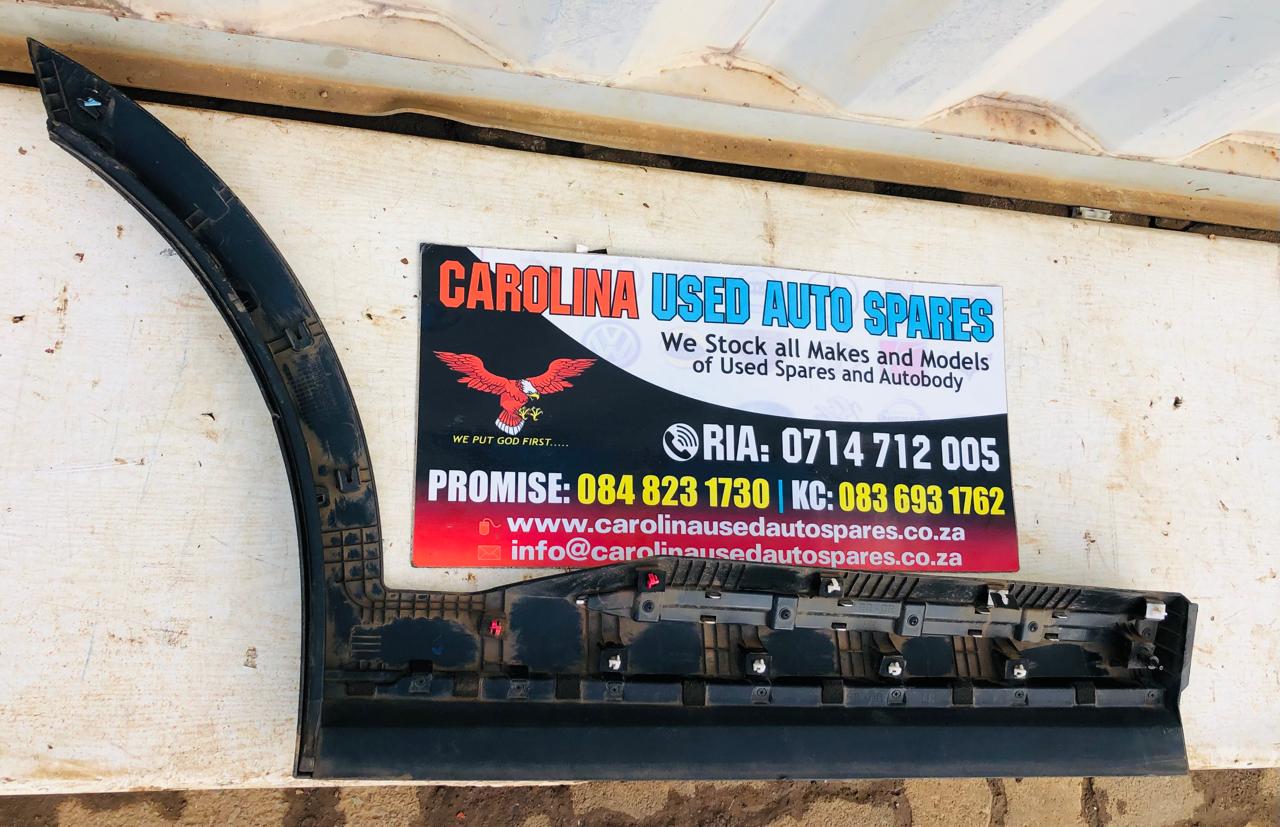 CAROLINA USED AUTO SPARES
We Stock all Makes and Models
of Used Spares and Autobody
WE PUT GOD FIRST.....
RIA: 0714 712 005
PROMISE: 084 823 1730 | KC: 083 693 1762
www.carolinausedautospares.co.za
info@carolinausedautospares.co.za